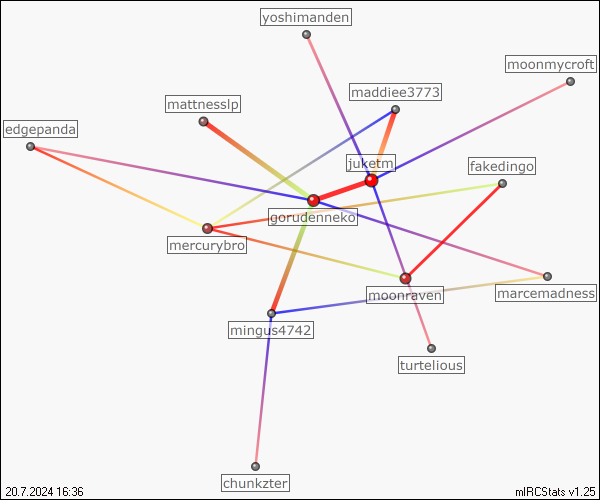 yoshimanden
moonmycroft
maddiee3773
mattnesslp
edgepanda
juketm
fakedingo
gorudenneko
mercurybro
moonraven
marcemadness
mingus4742
turtelious
chunkzter
20.7.2024 16:36
mIRCStats v1.25